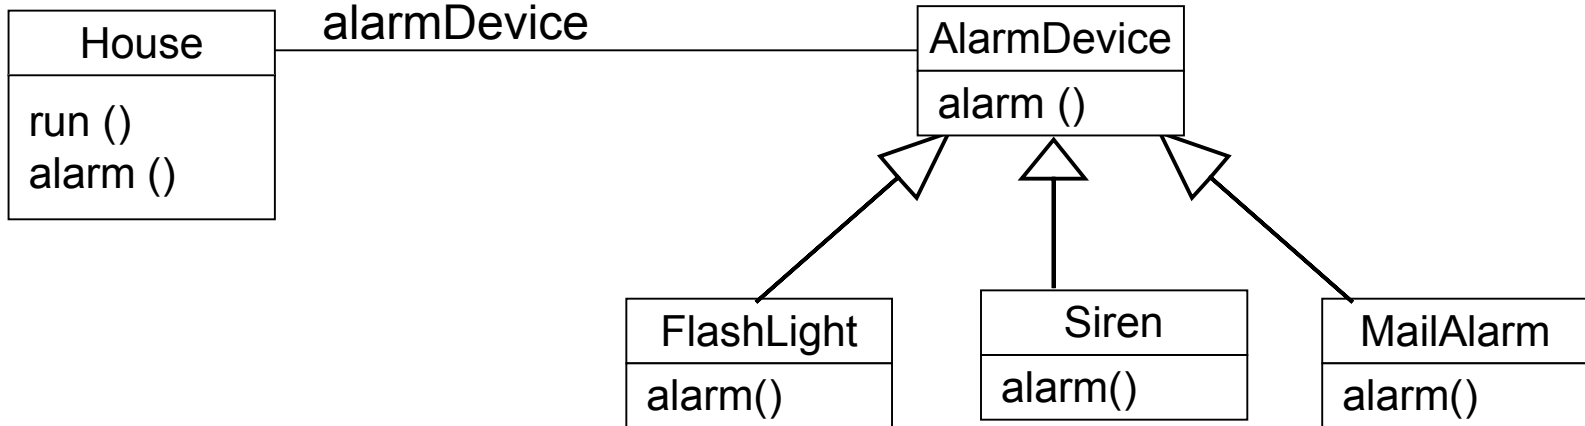 House
run ()
alarm ()
alarmDevice
AlarmDevice
alarm ()
FlashLight
alarm()
Siren
alarm()
MailAlarm
alarm()